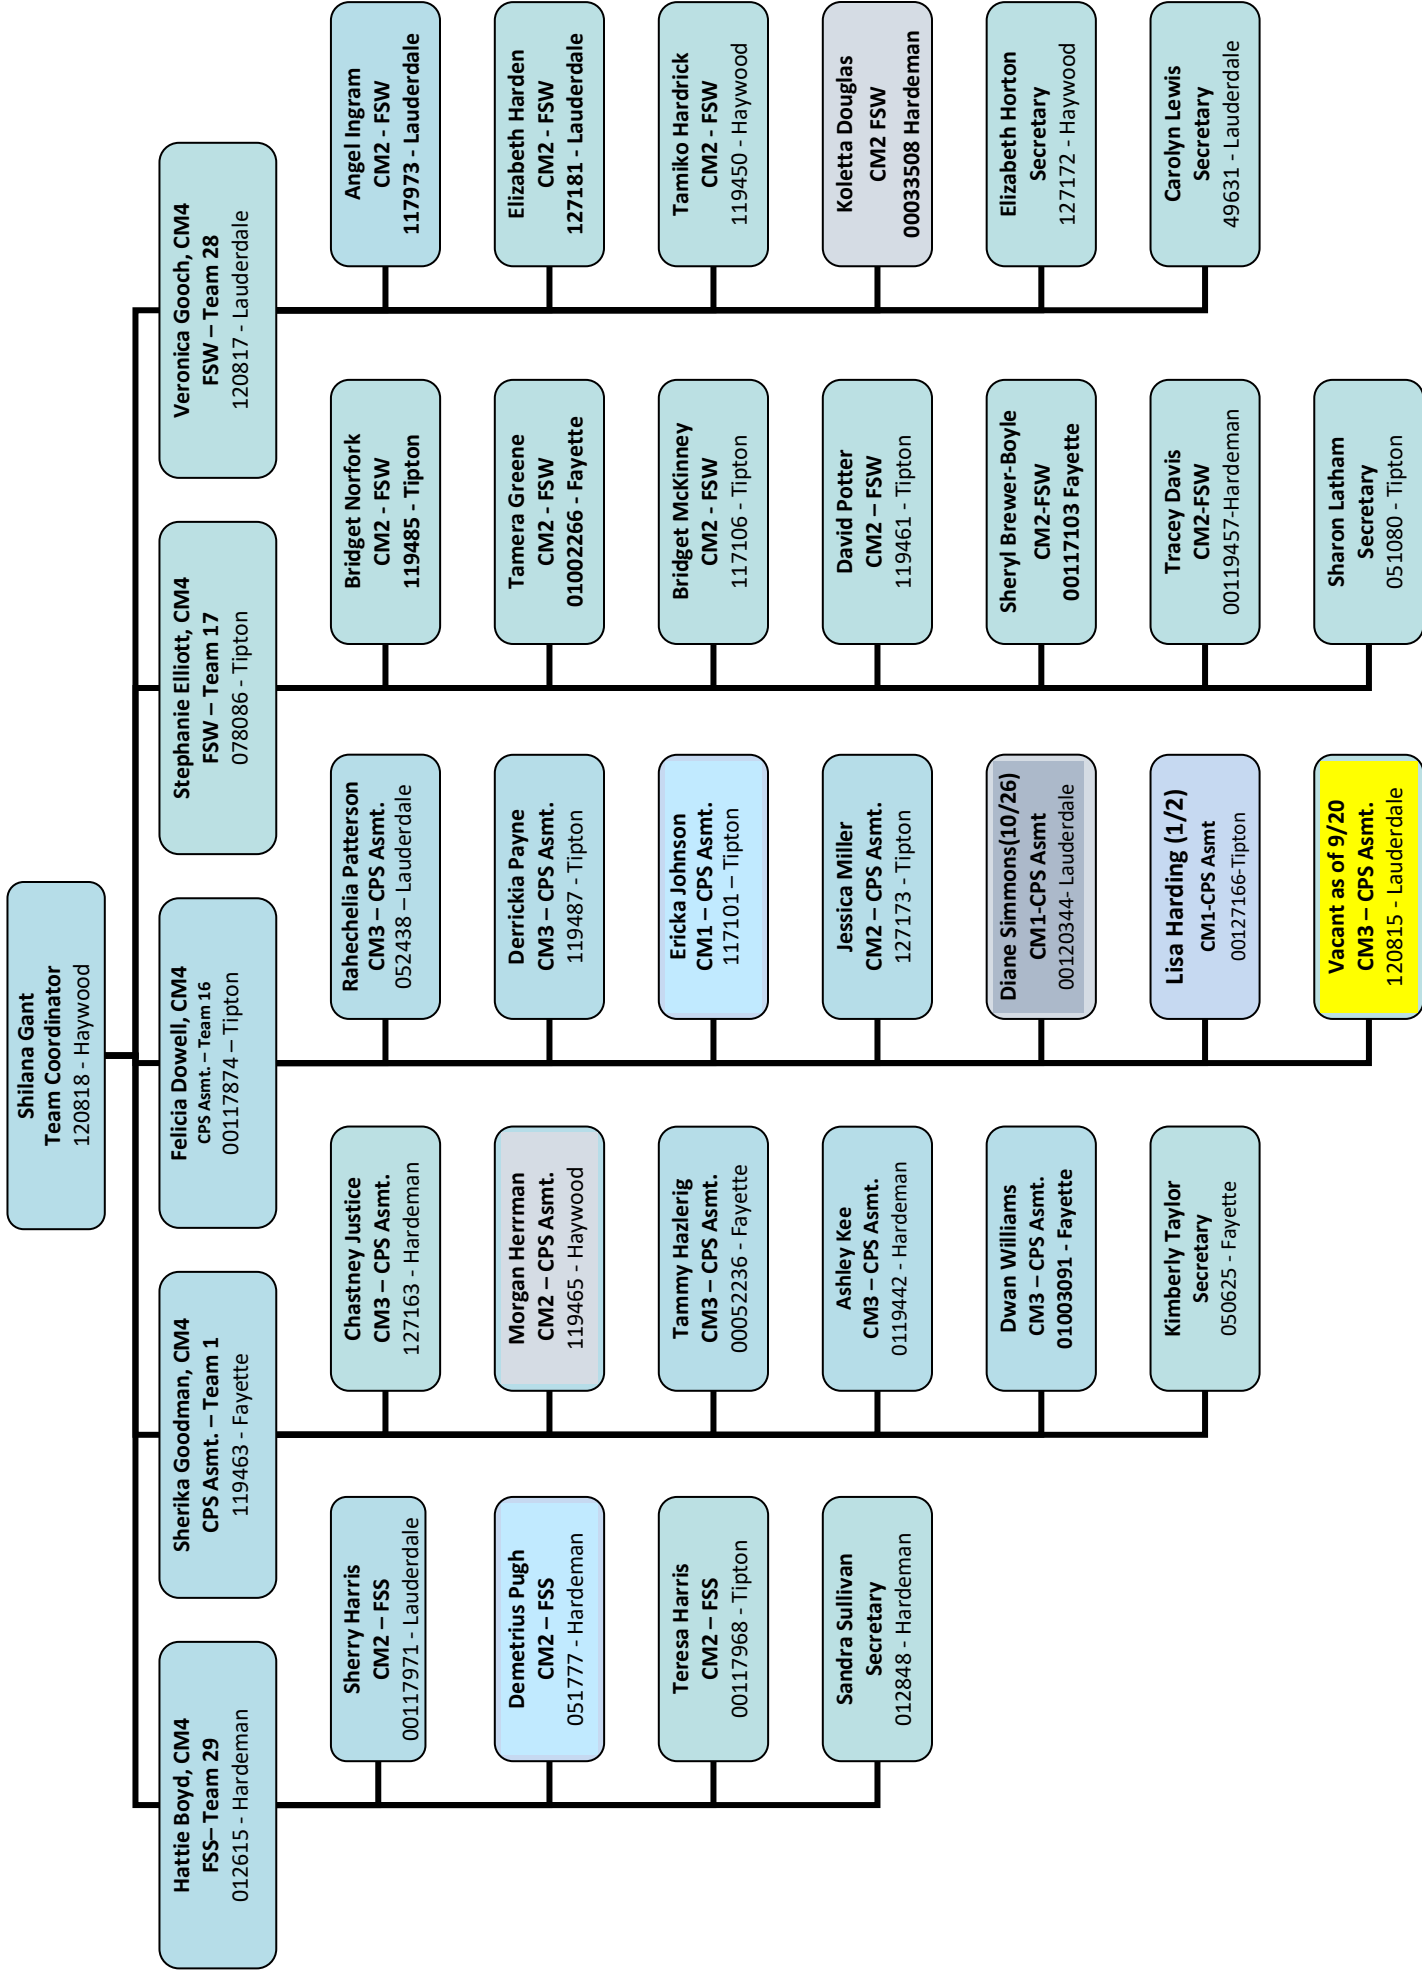 Shilana Gant
Team Coordinator
120818 - Haywood
Hattie Boyd, CM4
FSS– Team 29
012615 - Hardeman
Sherika Goodman, CM4
CPS Asmt. – Team 1
119463 - Fayette
Felicia Dowell, CM4
CPS Asmt. – Team 16
00117874 – Tipton
Stephanie Elliott, CM4
FSW – Team 17
078086 - Tipton
Veronica Gooch, CM4
FSW – Team 28
120817 - Lauderdale
Sherry Harris
CM2 – FSS
00117971 - Lauderdale
Demetrius Pugh
CM2 – FSS
051777 - Hardeman
Teresa Harris
CM2 – FSS
00117968 - Tipton
Sandra Sullivan
Secretary
012848 - Hardeman
Chastney Justice
CM3 – CPS Asmt.
127163 - Hardeman
Morgan Herrman
CM2 – CPS Asmt.
119465 - Haywood
Tammy Hazlerig
CM3 – CPS Asmt.
00052236 - Fayette
Ashley Kee
CM3 – CPS Asmt.
0119442 - Hardeman
Dwan Williams
CM3 – CPS Asmt.
01003091 - Fayette
Kimberly Taylor
Secretary
050625 - Fayette
Rahechelia Patterson
CM3 – CPS Asmt.
052438 – Lauderdale
Derrickia Payne
CM3 – CPS Asmt.
119487 - Tipton
Ericka Johnson
CM1 – CPS Asmt.
117101 – Tipton
Jessica Miller
CM2 – CPS Asmt.
127173 - Tipton
Diane Simmons(10/26)
CM1-CPS Asmt
00120344- Lauderdale
Lisa Harding (1/2)
CM1-CPS Asmt
00127166-Tipton
Vacant as of 9/20
CM3 – CPS Asmt.
120815 - Lauderdale
Bridget Norfork
CM2 - FSW
119485 - Tipton
Tamera Greene
CM2 - FSW
01002266 - Fayette
Bridget McKinney
CM2 - FSW
117106 - Tipton
David Potter
CM2 – FSW
119461 - Tipton
Sheryl Brewer-Boyle
CM2-FSW
00117103 Fayette
Tracey Davis
CM2-FSW
00119457-Hardeman
Sharon Latham
Secretary
051080 - Tipton
Angel Ingram
CM2 - FSW
117973 - Lauderdale
Elizabeth Harden
CM2 - FSW
127181 - Lauderdale
Tamiko Hardrick
CM2 - FSW
119450 - Haywood
Koletta Douglas
CM2 FSW
00033508 Hardeman
Elizabeth Horton
Secretary
127172 - Haywood
Carolyn Lewis
Secretary
49631 - Lauderdale